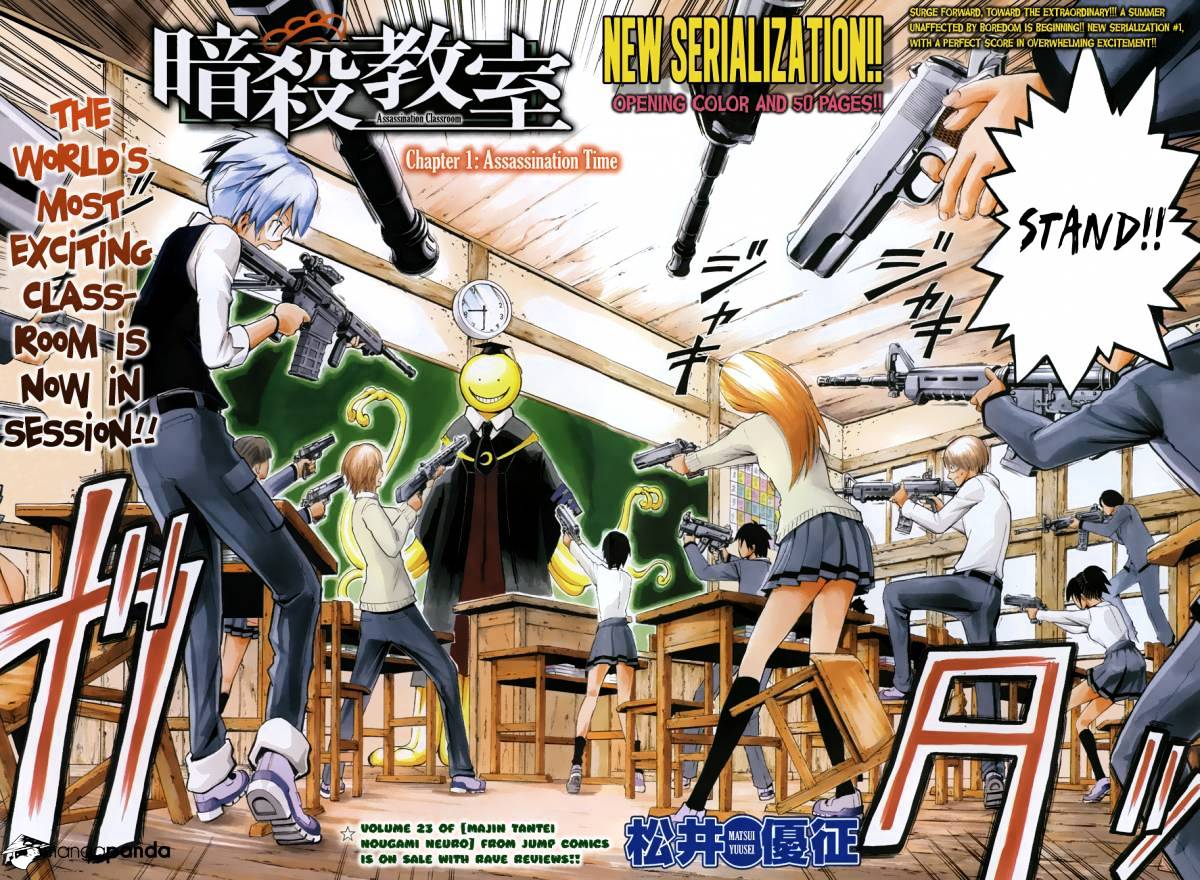 暗殺教室
Assassination Classroom
Chapter 1: Assassination Time
NEW SERIALIZATION!!
OPENING COLOR AND 50 PAGES!!
SURGE FORWARD, TOWARD THE EXTRAORDINARY!!! A SUMMER
UNAFFECTED BY BOREDOM IS BEGINNING!! NEW SERIALIZATION #1,
WITH A PERFECT SCORE IN OVERWHELMING EXCITEMENT!!
THE
WORLD'S
MOST
EXCITING
CLASS-
ROOM IS
NOW IN
SESSION!!
STAND!!
ジャキ
ジャキ
ガタッ
☆ VOLUME 23 OF [MAJIN TANTEI
NOUGAMI NEURO] FROM JUMP COMICS
IS ON SALE WITH RAVE REVIEWS!!
松井優征
MATSUI
YUUSEI
mangapanda